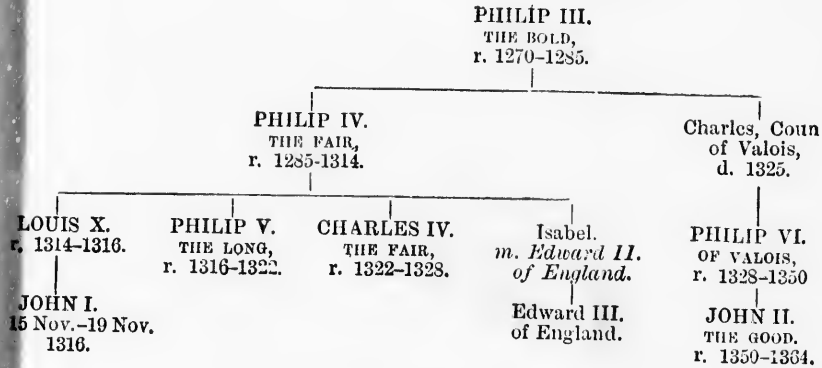 PHILIP III.
THE BOLD,
r. 1270–1285.
PHILIP IV.
THE FAIR,
r. 1285-1314.
Charles, Coun
of Valois,
d. 1325.
LOUIS X.
r. 1314–1316.
PHILIP V.
THE LONG,
r. 1316–1322.
CHARLES IV.
THE FAIR,
r. 1322–1328.
Isabel.
m. Edward II.
of England.
PHILIP VI.
OF VALOIS,
r. 1328–1350
JOHN I.
15 Nov.–19 Nov.
1316.
Edward III.
of England.
JOHN II.
THE GOOD.
r. 1350–1364.